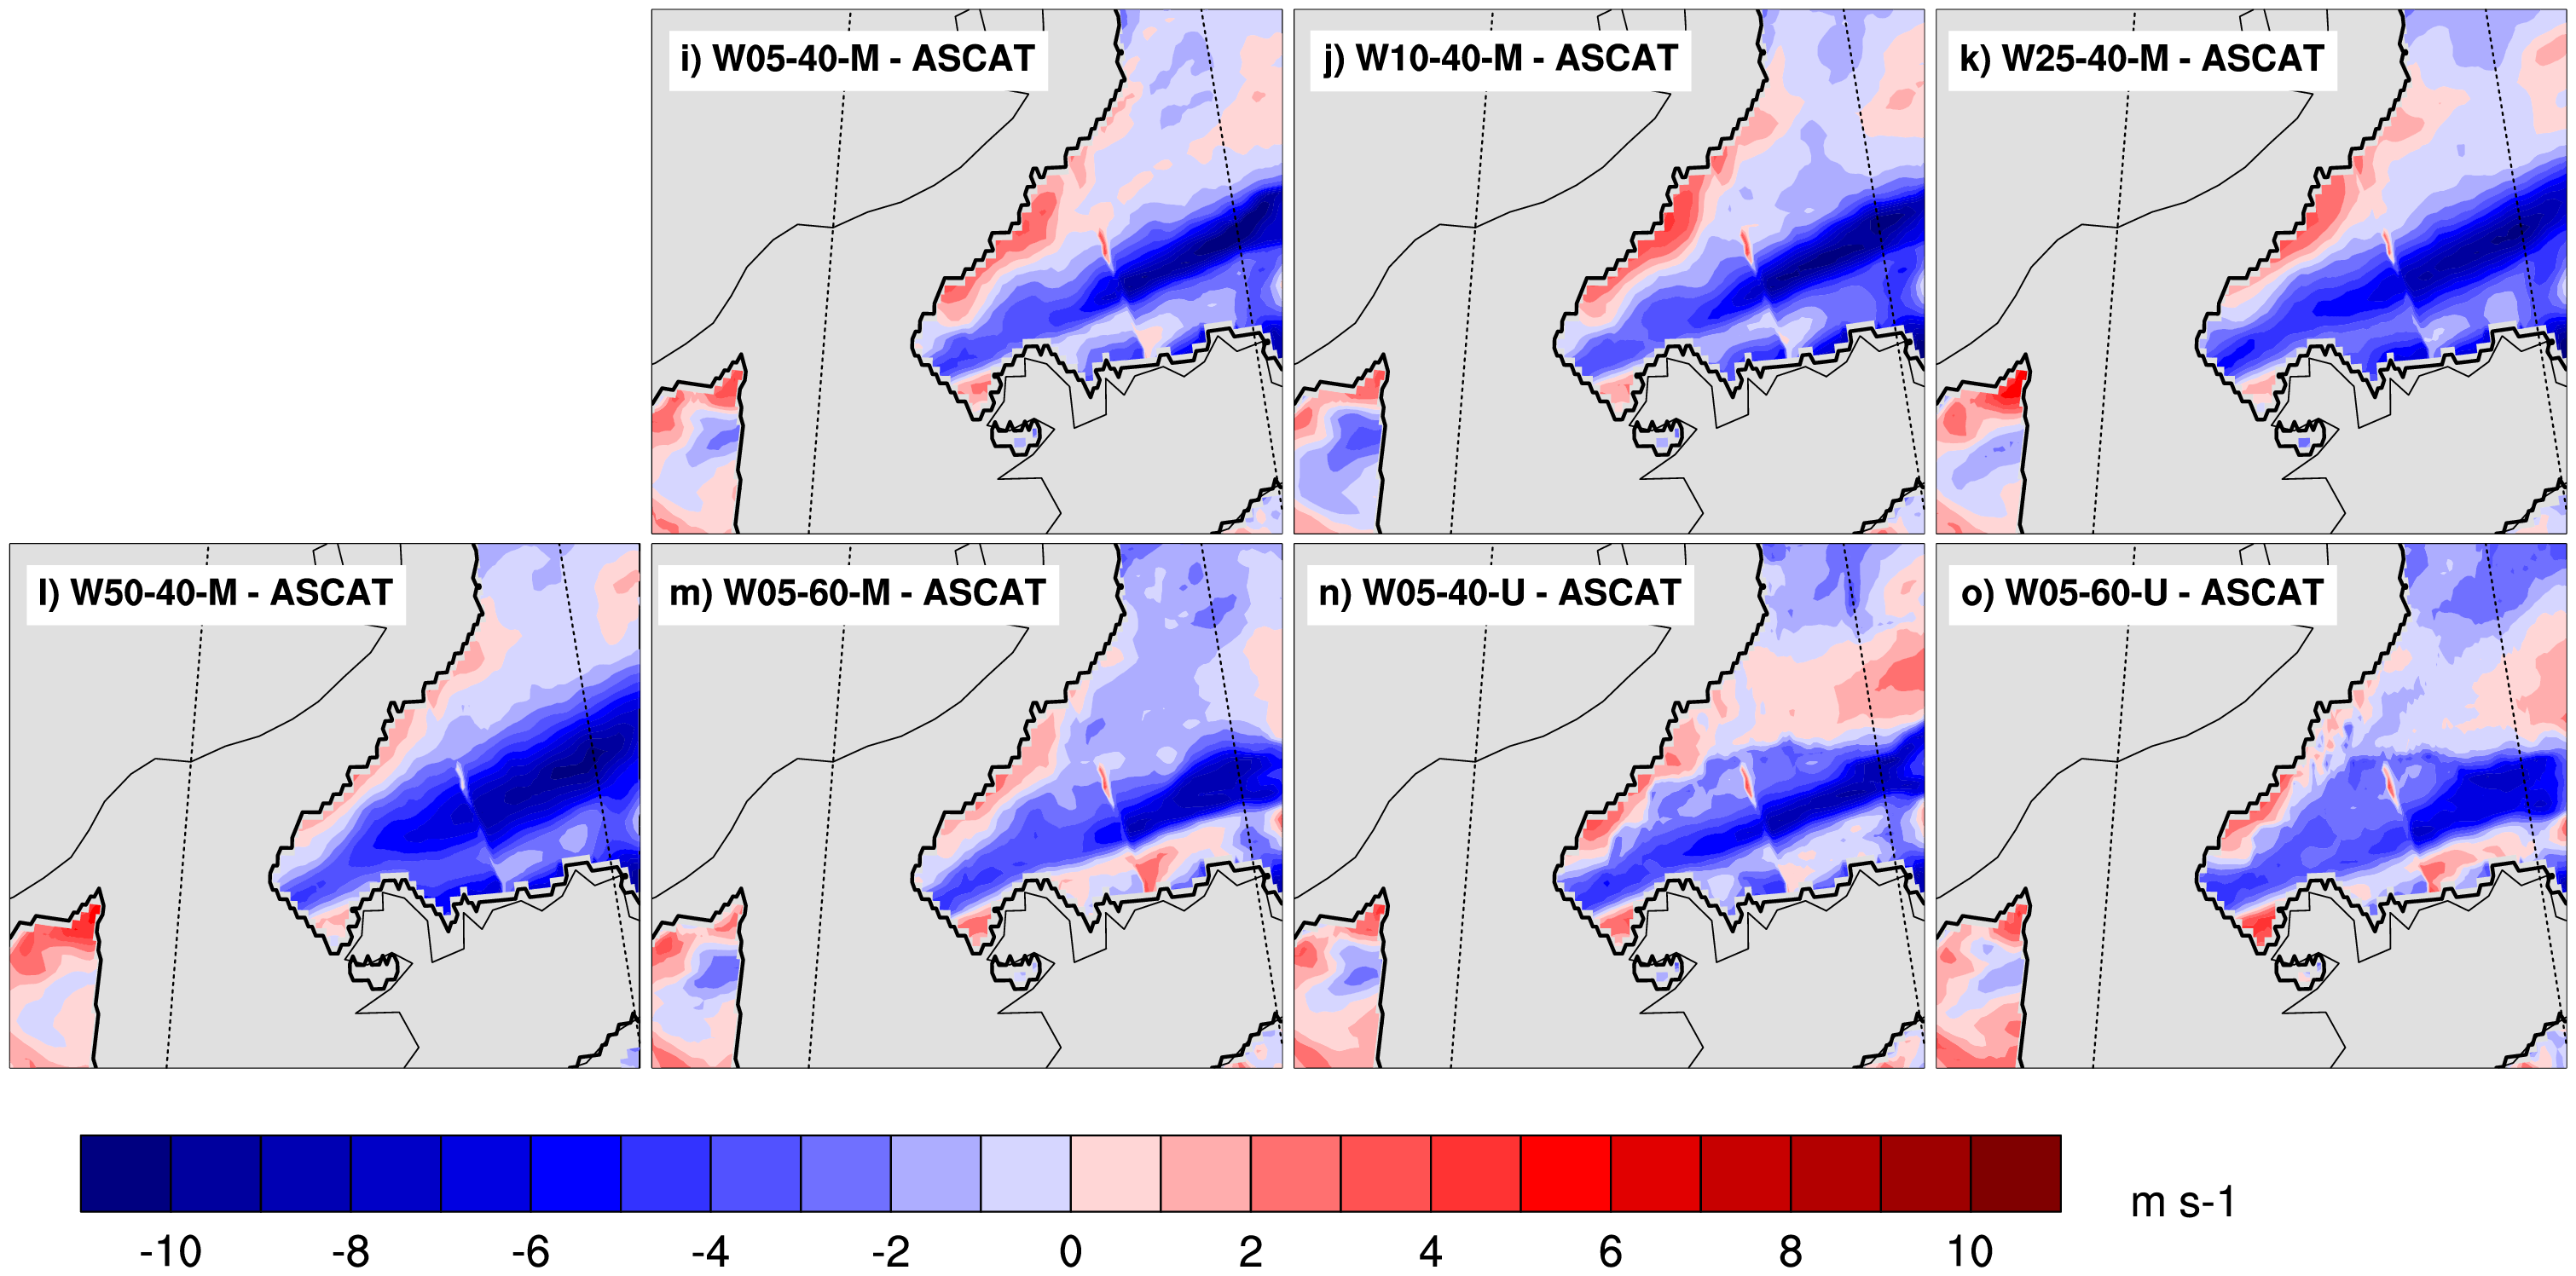 i) W05-40-M - ASCAT
j) W10-40-M - ASCAT
k) W25-40-M - ASCAT
l) W50-40-M - ASCAT
m) W05-60-M - ASCAT
n) W05-40-U - ASCAT
o) W05-60-U - ASCAT
-10 -8 -6 -4 -2 0 2 4 6 8 10
m s-1